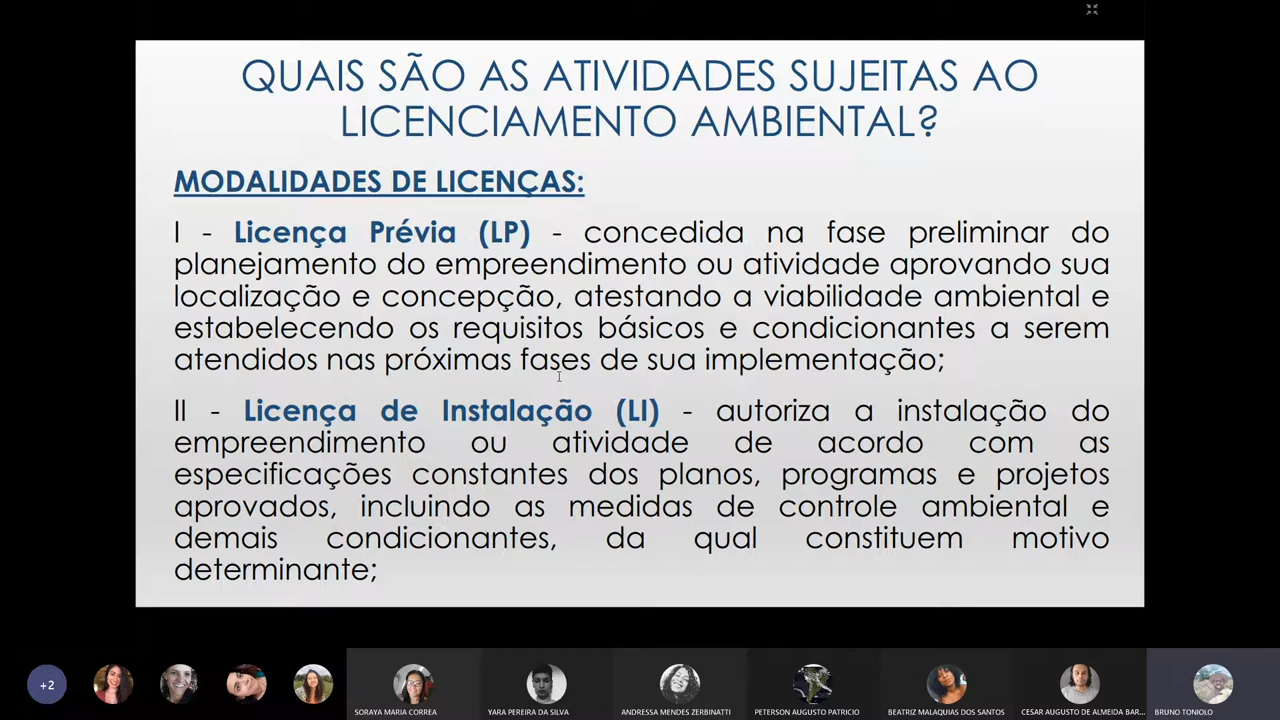 QUAIS SÃO AS ATIVIDADES SUJEITAS AO
LICENCIAMENTO AMBIENTAL?
MODALIDADES DE LICENÇAS:
I - Licença Prévia (LP) - concedida na fase preliminar do
planejamento do empreendimento ou atividade aprovando sua
localização e concepção, atestando a viabilidade ambiental e
estabelecendo os requisitos básicos e condicionantes a serem
atendidos nas próximas fases de sua implementação;
II - Licença de Instalação (LI) - autoriza a instalação do
empreendimento ou atividade de acordo com as
especificações constantes dos planos, programas e projetos
aprovados, incluindo as medidas de controle ambiental e
demais condicionantes, da qual constituem motivo
determinante;
+2
SORAYA MARIA CORREA
YARA PEREIRA DA SILVA
ANDRESSA MENDES ZERBINATTI
PETERSON AUGUSTO PATRICIO
BEATRIZ MALAQUIAS DOS SANTOS
CESAR AUGUSTO DE ALMEIDA BAR...
BRUNO TONIOLO